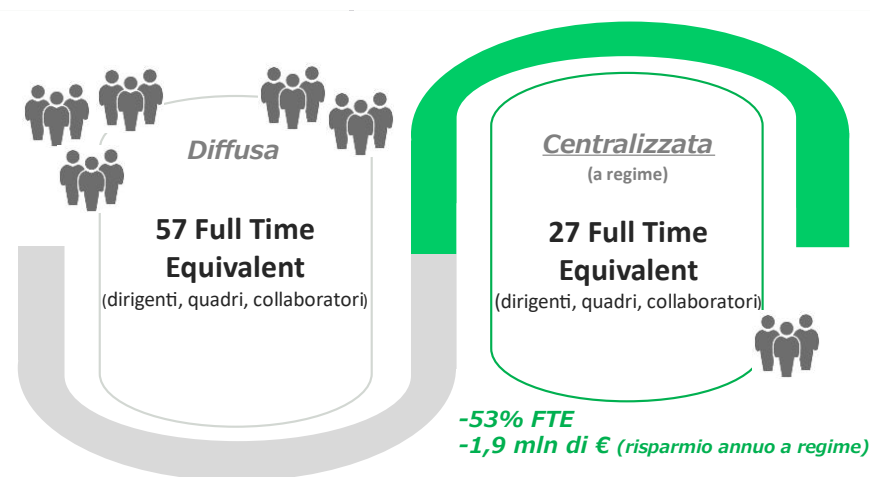 Diffusa
57 Full Time
Equivalent
(dirigenti, quadri, collaboratori)
Centralizzata
(a regime)
27 Full Time
Equivalent
(dirigenti, quadri, collaboratori)
-53% FTE
-1,9 mln di € (risparmio annuo a regime)